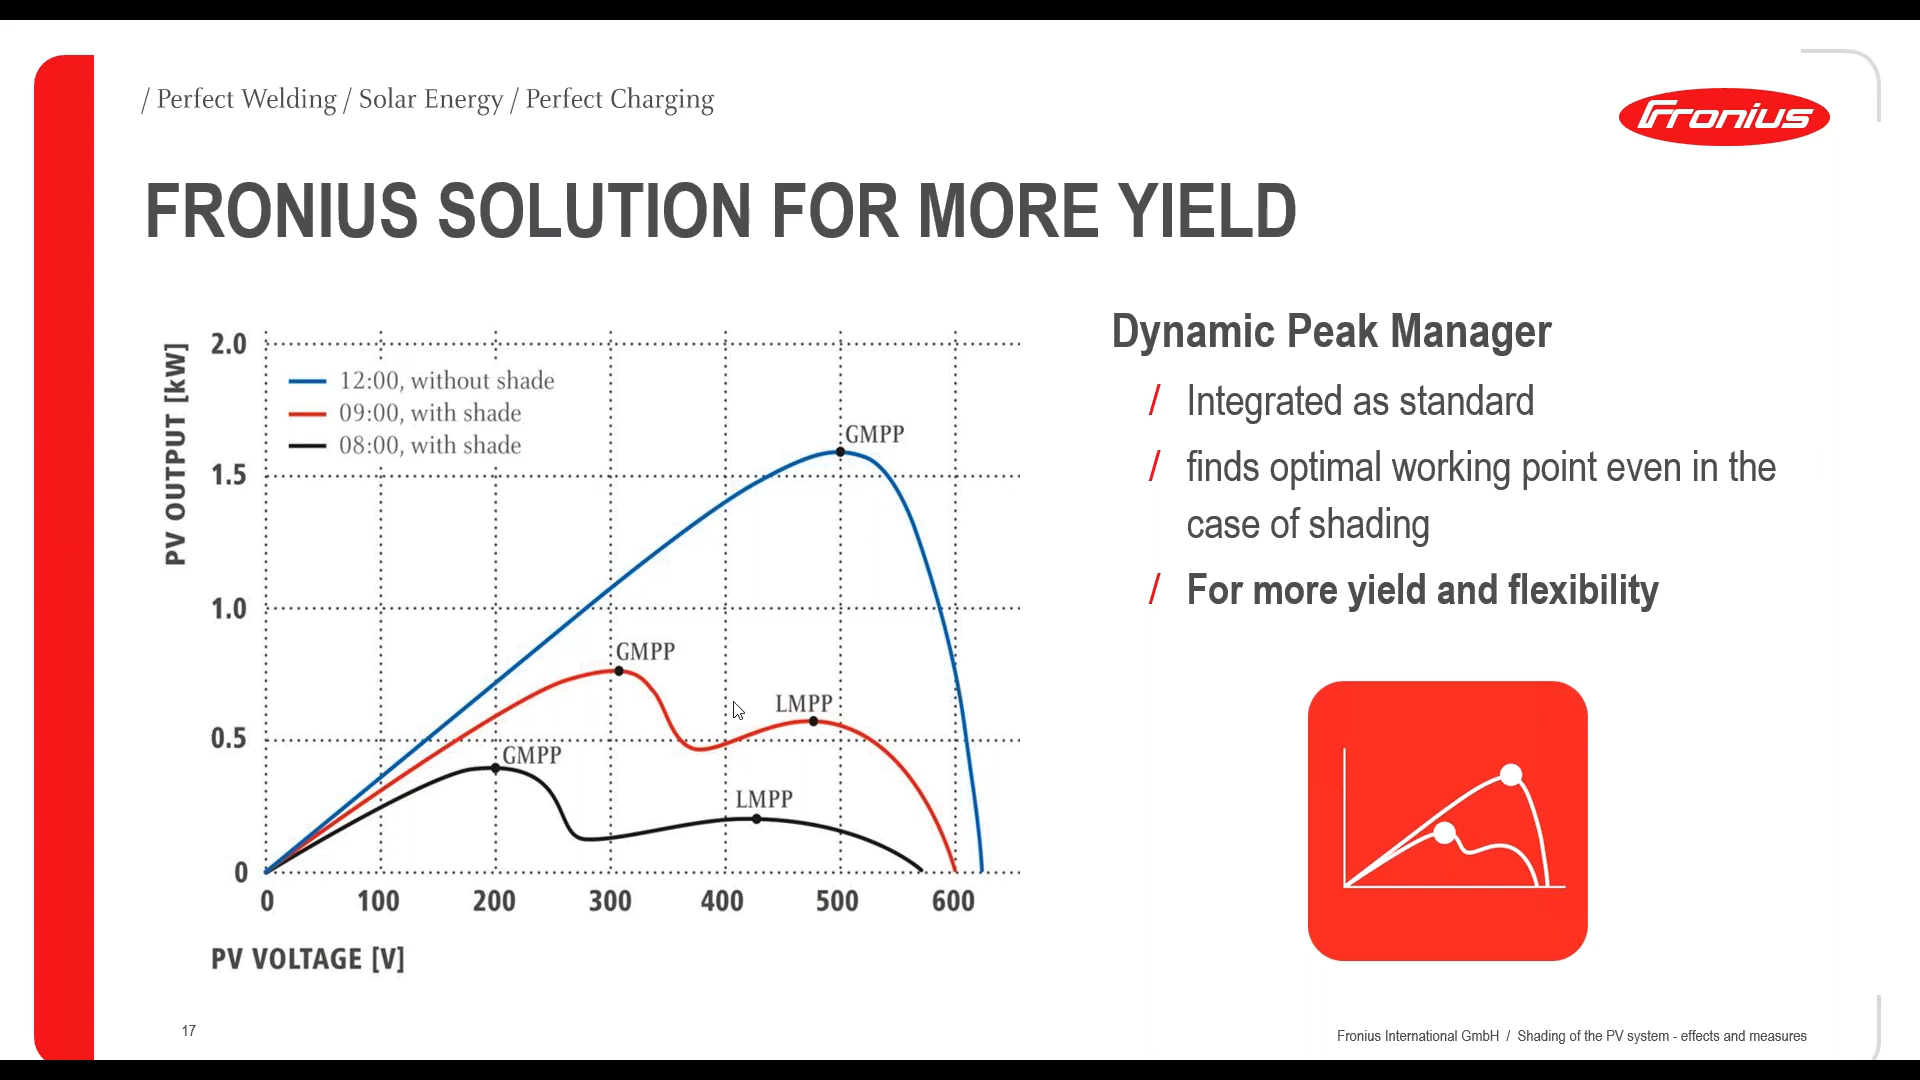 / Perfect Welding / Solar Energy / Perfect Charging
Fronius
FRONIUS SOLUTION FOR MORE YIELD
PV OUTPUT [kW]
2.0
1.5
1.0
0.5
0
12:00, without shade
09:00, with shade
08:00, with shade
GMPP
GMPP
LMPP
GMPP
LMPP
0 100 200 300 400 500 600
PV VOLTAGE [V]
Dynamic Peak Manager
/ Integrated as standard
/ finds optimal working point even in the
case of shading
/ For more yield and flexibility
17
Fronius International GmbH / Shading of the PV system - effects and measures